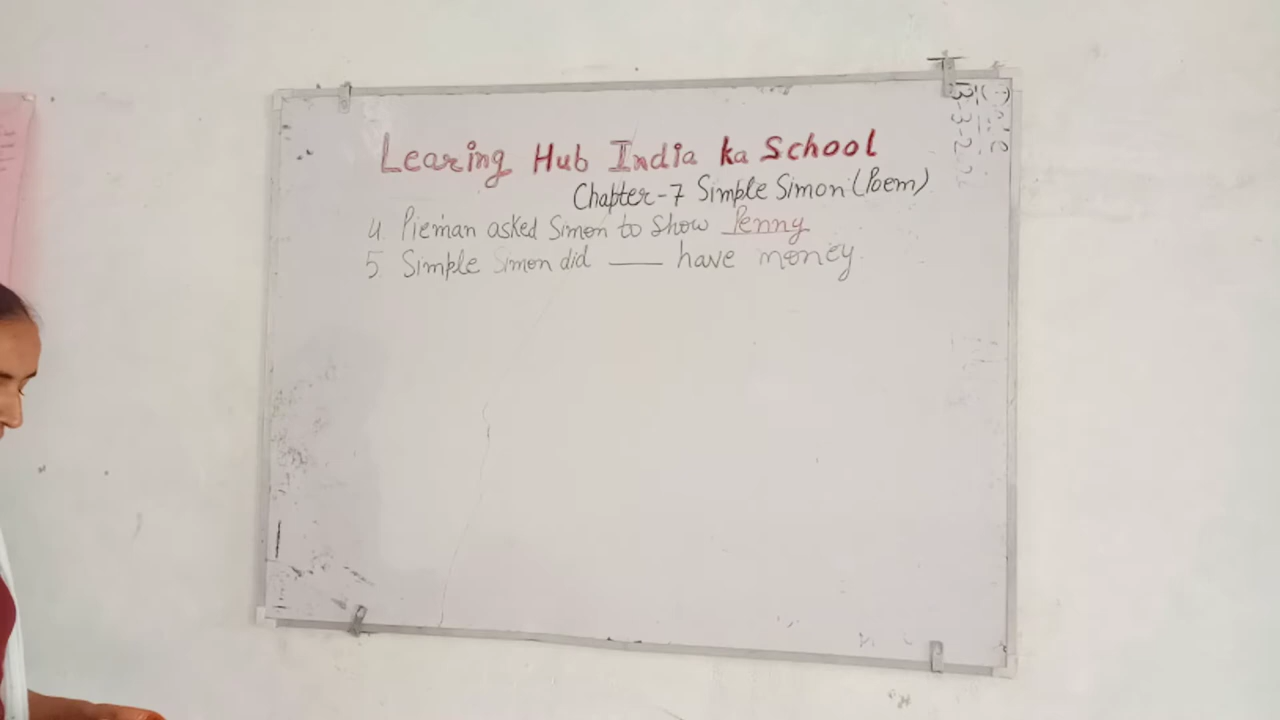 Learing Hub India ka School
Chapter-7 Simple Simon (Poem)
4. Pieman asked Simon to show Penny
5. Simple Simon did ___ have money.